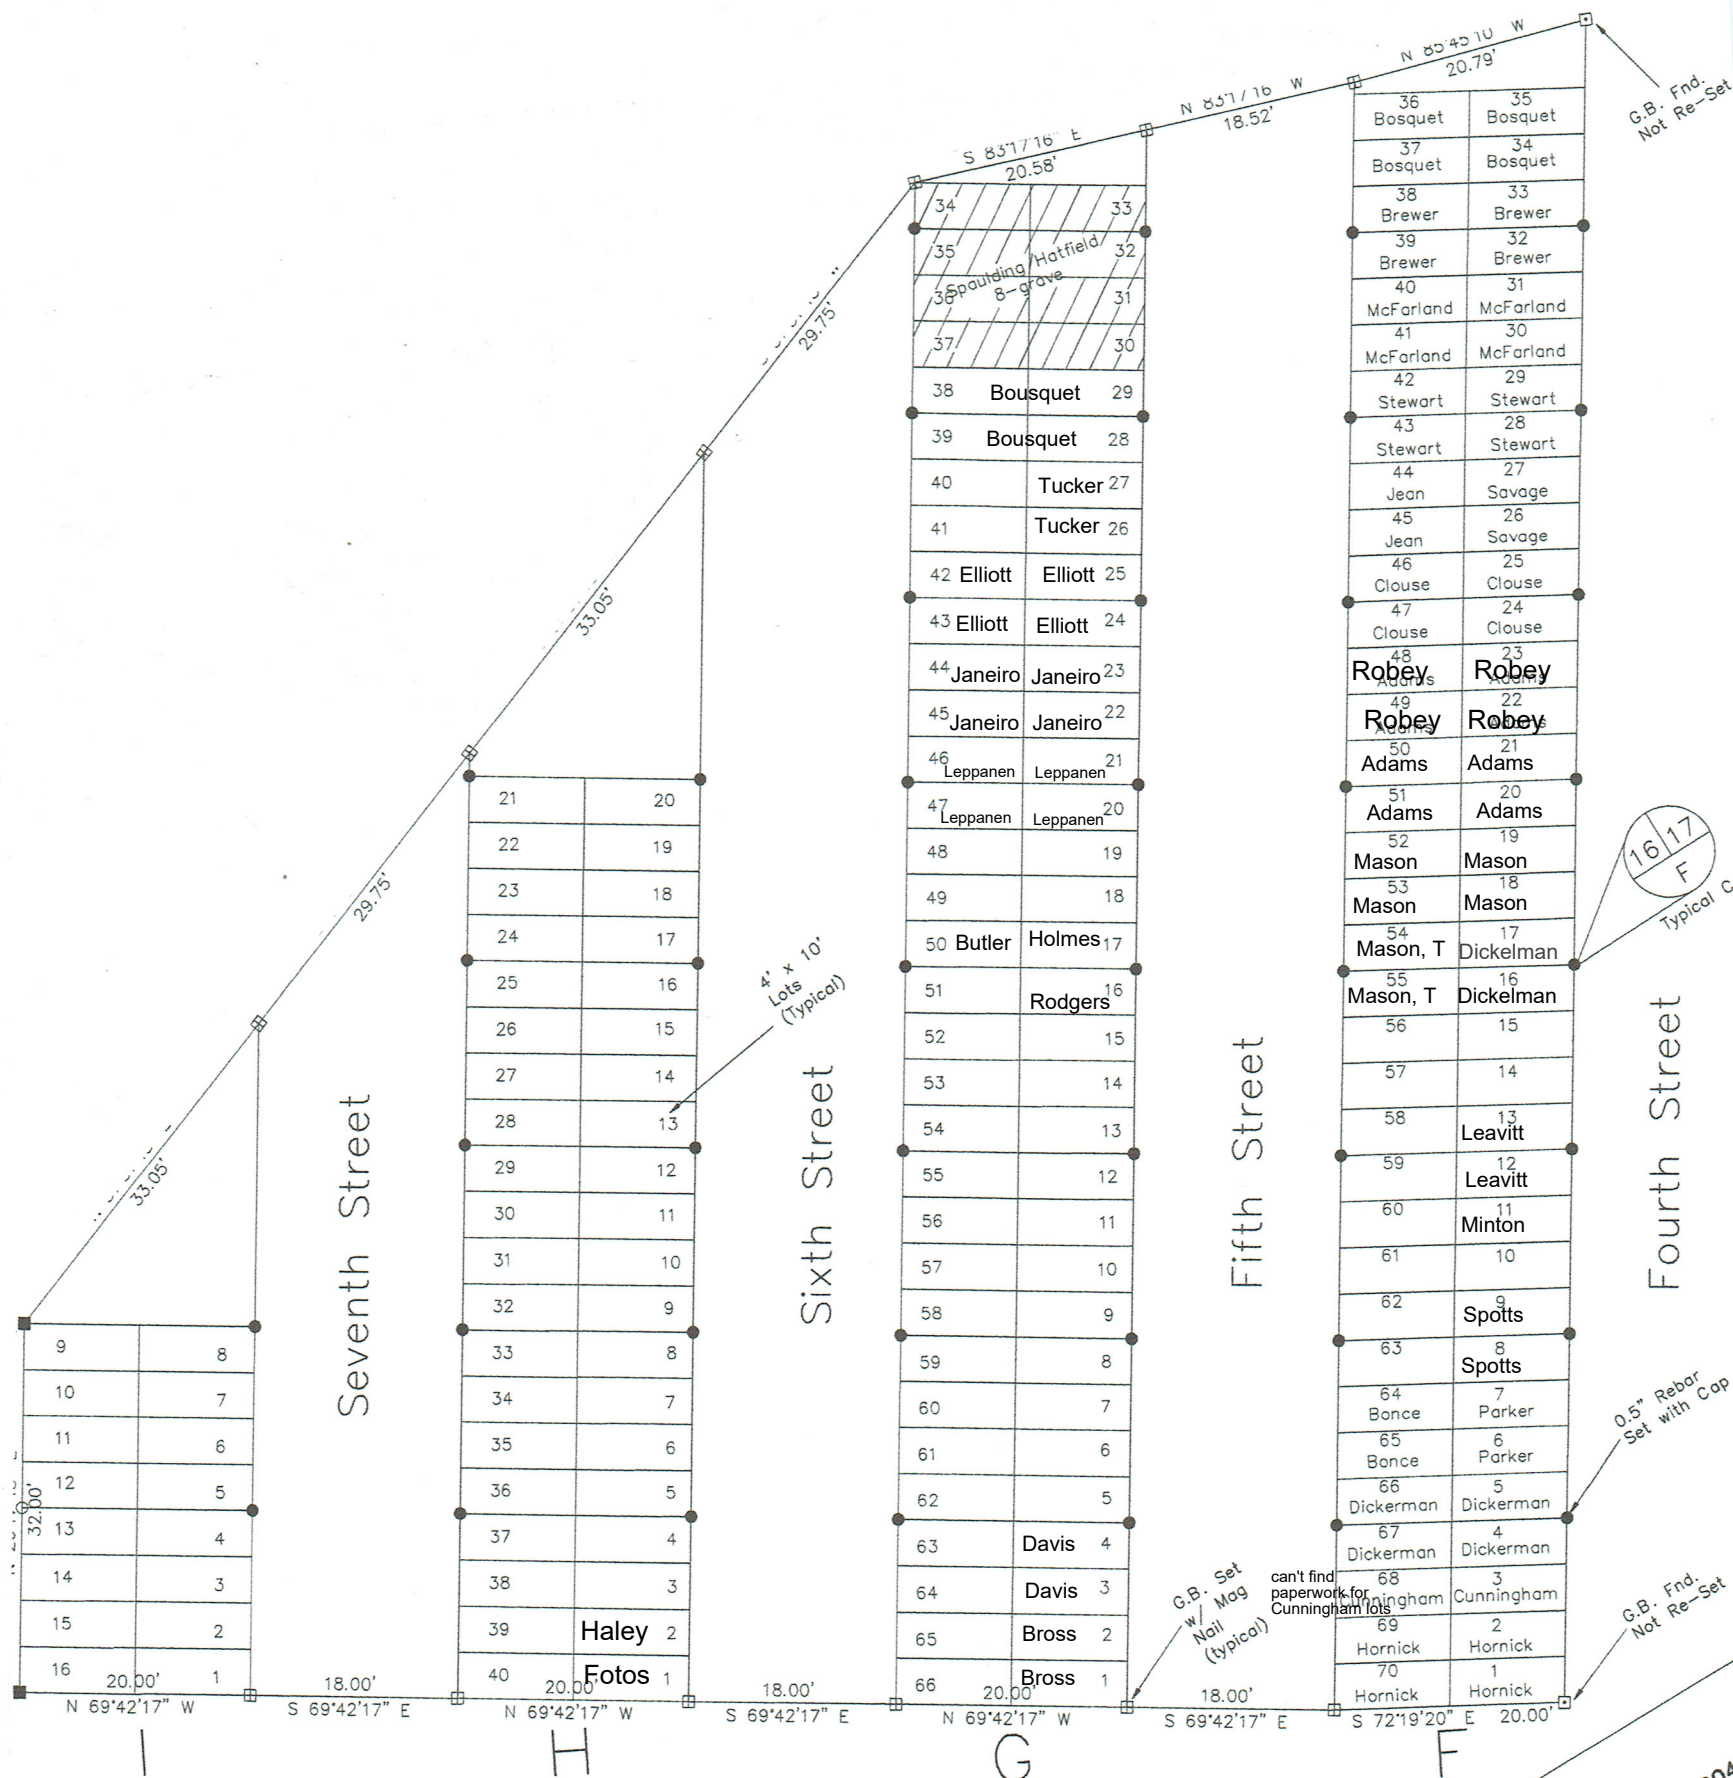 N 85°45'10" W
20.79'
G.B. Fnd.
Not Re-Set
N 83°17'16" W
18.52'
S 83°17'16" E
20.58'
29.75'
33.05'
29.75'
33.05'
32.00'
9 8
10 7
11 6
12 5
13 4
14 3
15 2
16 1
20.00'
N 69°42'17" W
I
Seventh Street
18.00'
S 69°42'17" E
21 20
22 19
23 18
24 17
25 16
26 15
27 14
28 13
29 12
30 11
31 10
32 9
33 8
34 7
35 6
36 5
37 4
38 3
39 Haley 2
40 Fotos 1
20.00'
N 69°42'17" W
H
4' x 10'
Lots
(Typical)
Sixth Street
18.00'
S 69°42'17" E
34 33
35 32
Spaulding/Hatfield
8-grave
36 31
37 30
38 Bousquet 29
39 Bousquet 28
40 Tucker 27
41 Tucker 26
42 Elliott Elliott 25
43 Elliott Elliott 24
44 Janeiro Janeiro 23
45 Janeiro Janeiro 22
46 Leppanen Leppanen 21
47 Leppanen Leppanen 20
48 19
49 18
50 Butler Holmes 17
51 Rodgers 16
52 15
53 14
54 13
55 12
56 11
57 10
58 9
59 8
60 7
61 6
62 5
63 Davis 4
64 Davis 3
65 Bross 2
66 Bross 1
20.00'
N 69°42'17" W
G
Fifth Street
G.B. Set
w/ Mag
Nail
(typical)
18.00'
S 69°42'17" E
36 35
Bosquet Bosquet
37 34
Bosquet Bosquet
38 33
Brewer Brewer
39 32
Brewer Brewer
40 31
McFarland McFarland
41 30
McFarland McFarland
42 29
Stewart Stewart
43 28
Stewart Stewart
44 27
Jean Savage
45 26
Jean Savage
46 25
Clouse Clouse
47 24
Clouse Clouse
48 23
Robey Robey
Adams Adams
49 22
Robey Robey
Adams Adams
50 21
Adams Adams
51 20
Adams Adams
52 19
Mason Mason
53 18
Mason Mason
54 17
Mason, T Dickelman
55 16
Mason, T Dickelman
56 15
57 14
58 13
Leavitt
59 12
Leavitt
60 11
Minton
61 10
62 9
Spotts
63 8
Spotts
64 7
Bonce Parker
65 6
Bonce Parker
66 5
Dickerman Dickerman
67 4
Dickerman Dickerman
can't find
paperwork for
Cunningham lots
68 3
Cunningham Cunningham
69 2
Hornick Hornick
70 1
Hornick Hornick
S 72°19'20" E 20.00'
F
16 17
F
Typical
Fourth Street
0.5" Rebar
Set with Cap
G.B. Fnd.
Not Re-Set